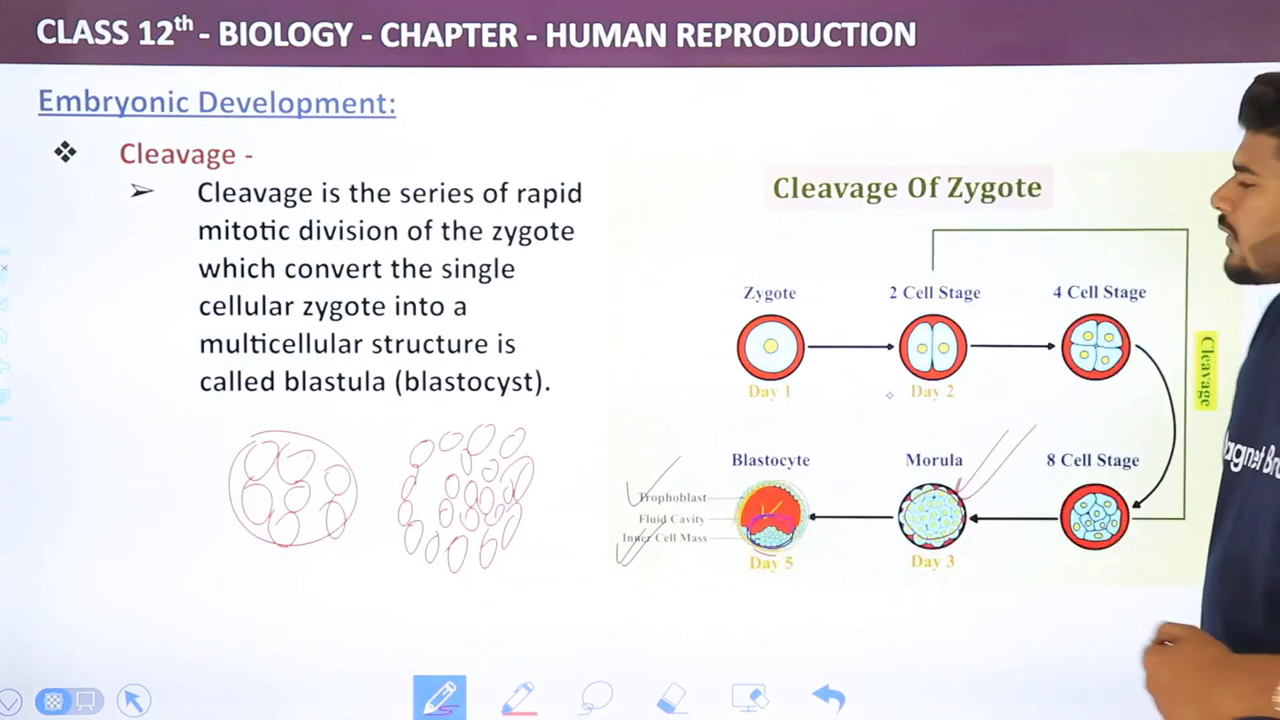 CLASS 12th - BIOLOGY - CHAPTER - HUMAN REPRODUCTION
Embryonic Development:
Cleavage -
Cleavage is the series of rapid
mitotic division of the zygote
which convert the single
cellular zygote into a
multicellular structure is
called blastula (blastocyst).
Cleavage Of Zygote
Zygote
2 Cell Stage
4 Cell Stage
Day 1
Day 2
Cleavage
Blastocyte
Morula
8 Cell Stage
Trophoblast
Fluid Cavity
Inner Cell Mass
Day 5
Day 3